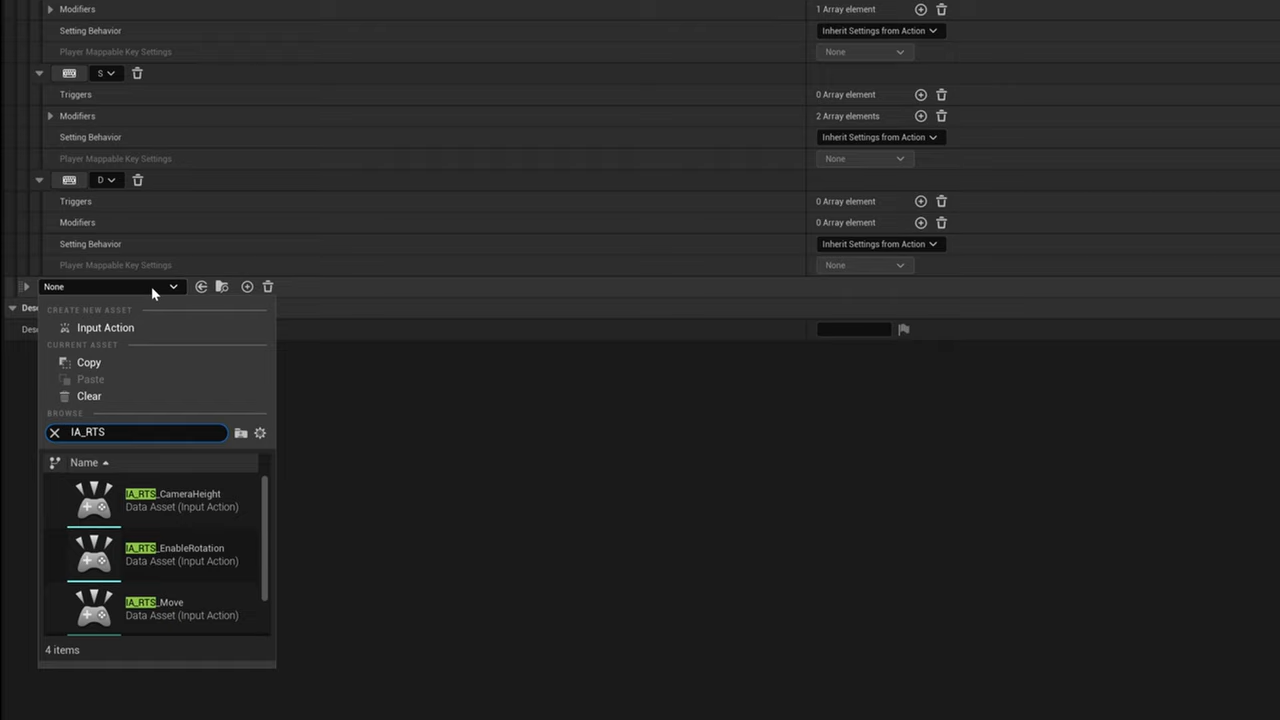 Modifiers 1 Array element
Setting Behavior Inherit Settings from Action
Player Mappable Key Settings None
S
Triggers 0 Array element
Modifiers 2 Array elements
Setting Behavior Inherit Settings from Action
Player Mappable Key Settings None
D
Triggers 0 Array element
Modifiers 0 Array element
Setting Behavior Inherit Settings from Action
Player Mappable Key Settings None
None
CREATE NEW ASSET
Input Action
CURRENT ASSET
Copy
Paste
Clear
BROWSE
IA_RTS
Name
IA_RTS_CameraHeight
Data Asset (Input Action)
IA_RTS_EnableRotation
Data Asset (Input Action)
IA_RTS_Move
Data Asset (Input Action)
4 items